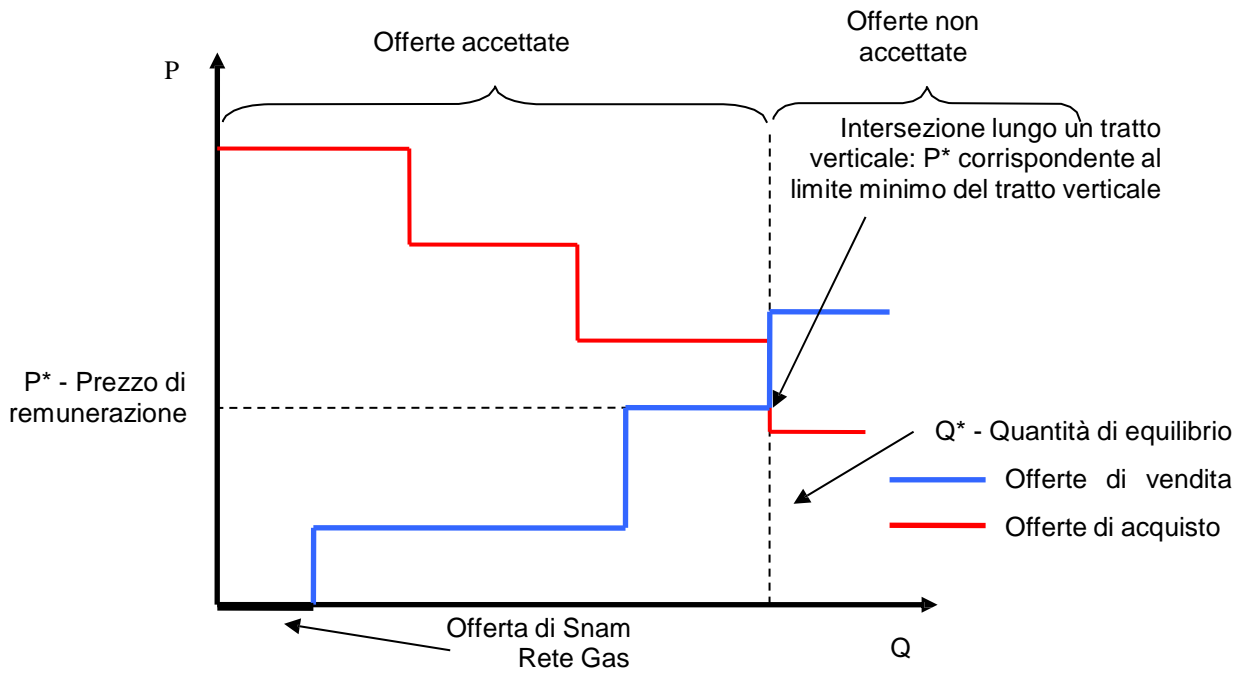 Offerte accettate
Offerte non
accettate
P
Intersezione lungo un tratto
verticale: P* corrispondente al
limite minimo del tratto verticale
P* - Prezzo di
remunerazione
Q* - Quantità di equilibrio
Offerte di vendita
Offerte di acquisto
Offerta di Snam
Rete Gas
Q